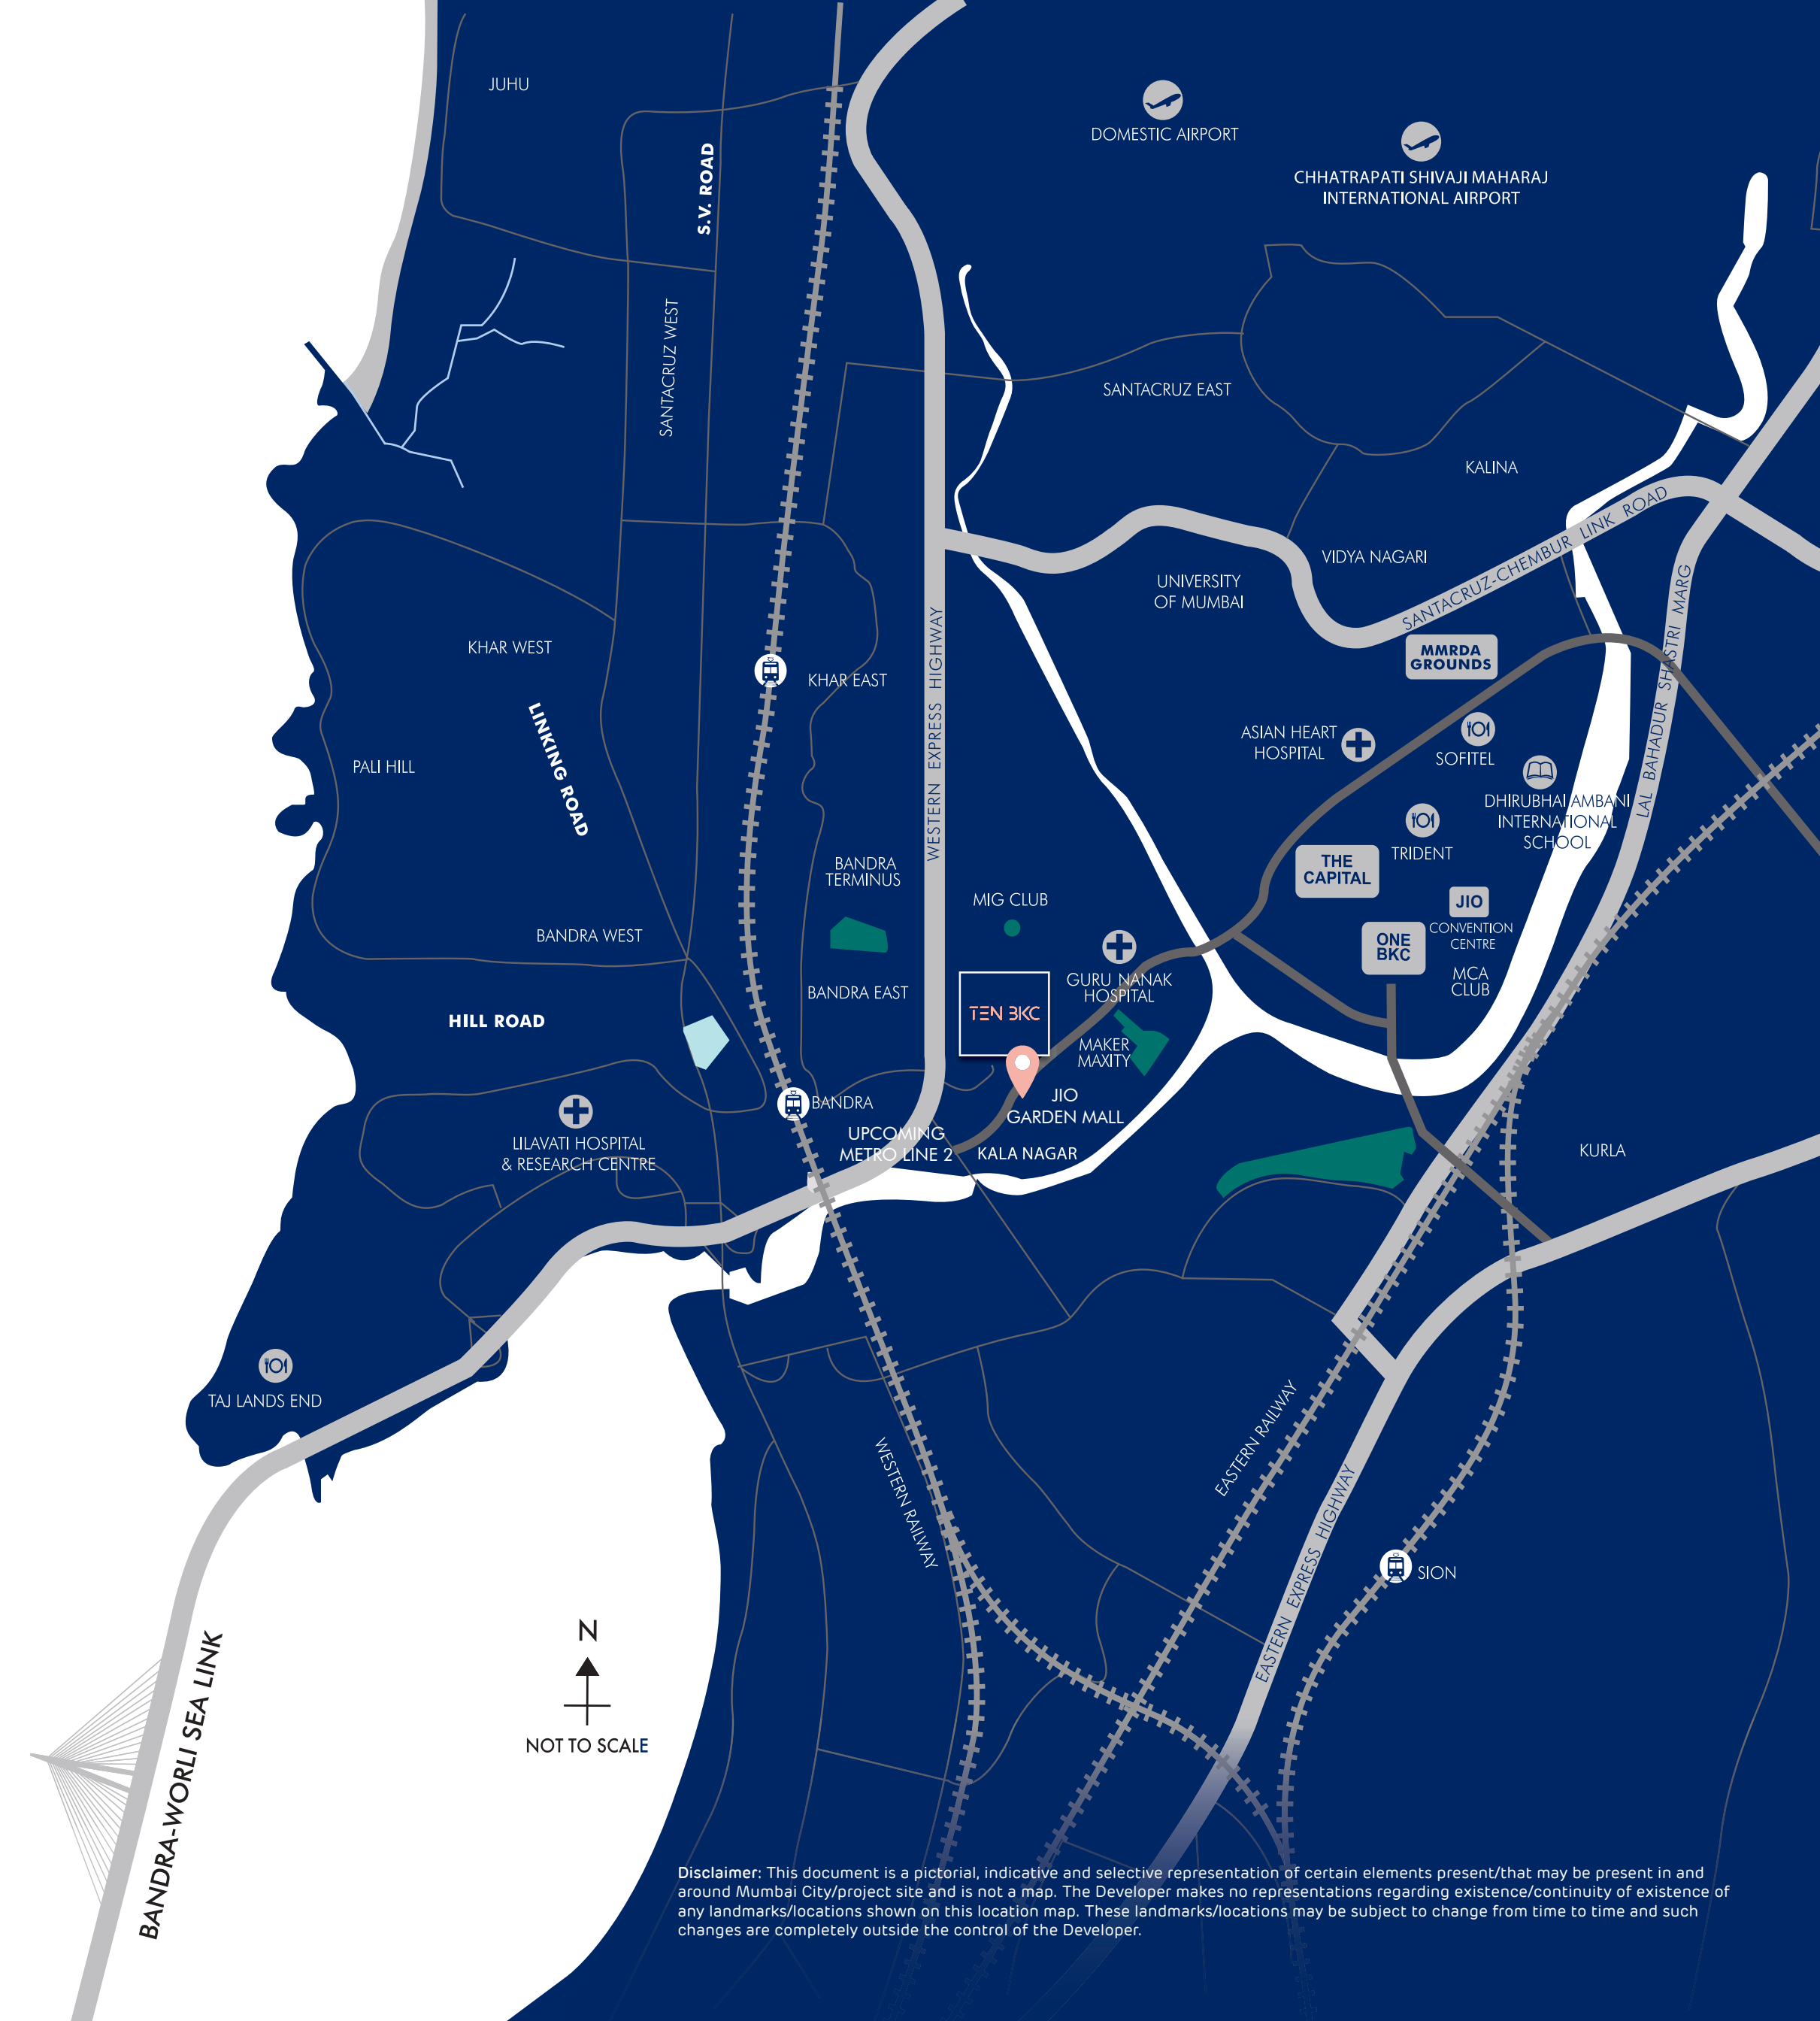 JUHU
S.V. ROAD
DOMESTIC AIRPORT
CHHATRAPATI SHIVAJI MAHARAJ
INTERNATIONAL AIRPORT
SANTACRUZ WEST
SANTACRUZ EAST
KALINA
SANTACRUZ-CHEMBUR LINK ROAD
VIDYA NAGARI
UNIVERSITY
OF MUMBAI
LAL BAHADUR SHASTRI MARG
WESTERN EXPRESS HIGHWAY
KHAR WEST
KHAR EAST
MMRDA
GROUNDS
LINKING ROAD
PALI HILL
ASIAN HEART
HOSPITAL
SOFITEL
DHIRUBHAI AMBANI
INTERNATIONAL
SCHOOL
TRIDENT
THE
CAPITAL
BANDRA
TERMINUS
MIG CLUB
JIO
CONVENTION
CENTRE
ONE
BKC
MCA
CLUB
BANDRA WEST
BANDRA EAST
GURU NANAK
HOSPITAL
TEN BKC
HILL ROAD
MAKER
MAXITY
JIO
GARDEN MALL
BANDRA
UPCOMING
METRO LINE 2
KALA NAGAR
LILAVATI HOSPITAL
& RESEARCH CENTRE
KURLA
TAJ LANDS END
WESTERN RAILWAY
EASTERN RAILWAY
EASTERN EXPRESS HIGHWAY
SION
BANDRA-WORLI SEA LINK
N
NOT TO SCALE
Disclaimer: This document is a pictorial, indicative and selective representation of certain elements present/that may be present in and
around Mumbai City/project site and is not a map. The Developer makes no representations regarding existence/continuity of existence of
any landmarks/locations shown on this location map. These landmarks/locations may be subject to change from time to time and such
changes are completely outside the control of the Developer.